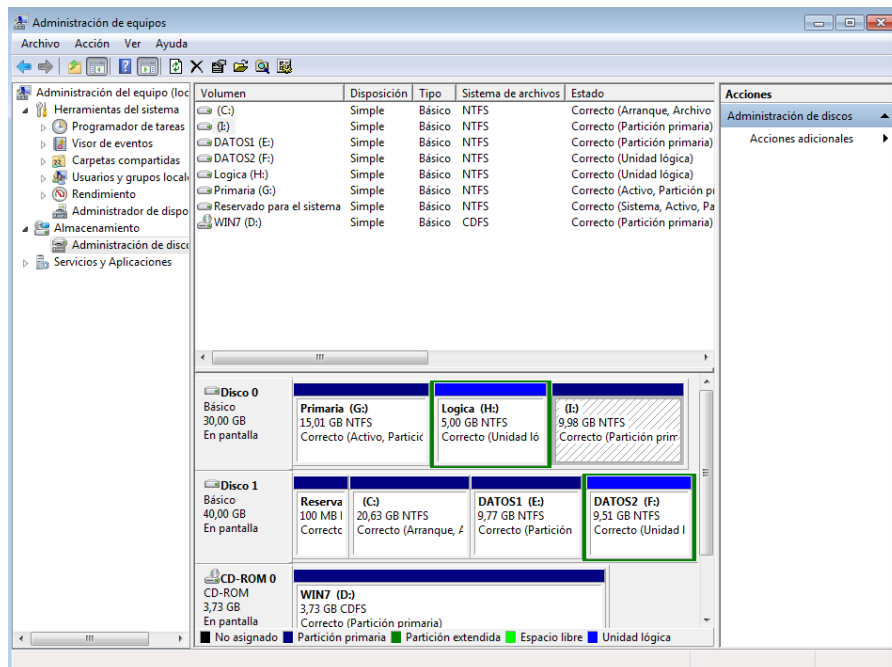 Administración de equipos
Archivo Acción Ver Ayuda
Administración del equipo (loc
Herramientas del sistema
Programador de tareas
Visor de eventos
Carpetas compartidas
Usuarios y grupos local
Rendimiento
Administrador de dispo
Almacenamiento
Administración de disco
Servicios y Aplicaciones
Volumen Disposición Tipo Sistema de archivos Estado
(C:) Simple Básico NTFS Correcto (Arranque, Archivo
(I:) Simple Básico NTFS Correcto (Partición primaria)
DATOS1 (E:) Simple Básico NTFS Correcto (Partición primaria)
DATOS2 (F:) Simple Básico NTFS Correcto (Unidad lógica)
Logica (H:) Simple Básico NTFS Correcto (Unidad lógica)
Primaria (G:) Simple Básico NTFS Correcto (Activo, Partición pr
Reservado para el sistema Simple Básico NTFS Correcto (Sistema, Activo, Pa
WIN7 (D:) Simple Básico CDFS Correcto (Partición primaria)
Acciones
Administración de discos
Acciones adicionales
Disco 0
Básico
30,00 GB
En pantalla
Primaria (G:)
15,01 GB NTFS
Correcto (Activo, Partició
Logica (H:)
5,00 GB NTFS
Correcto (Unidad ló
(I:)
9,98 GB NTFS
Correcto (Partición prim
Disco 1
Básico
40,00 GB
En pantalla
Reserva
100 MB
Correcto
(C:)
20,63 GB NTFS
Correcto (Arranque, A
DATOS1 (E:)
9,77 GB NTFS
Correcto (Partición
DATOS2 (F:)
9,51 GB NTFS
Correcto (Unidad l
CD-ROM 0
CD-ROM
3,73 GB
En pantalla
WIN7 (D:)
3,73 GB CDFS
Correcto (Partición primaria)
No asignado Partición primaria Partición extendida Espacio libre Unidad lógica